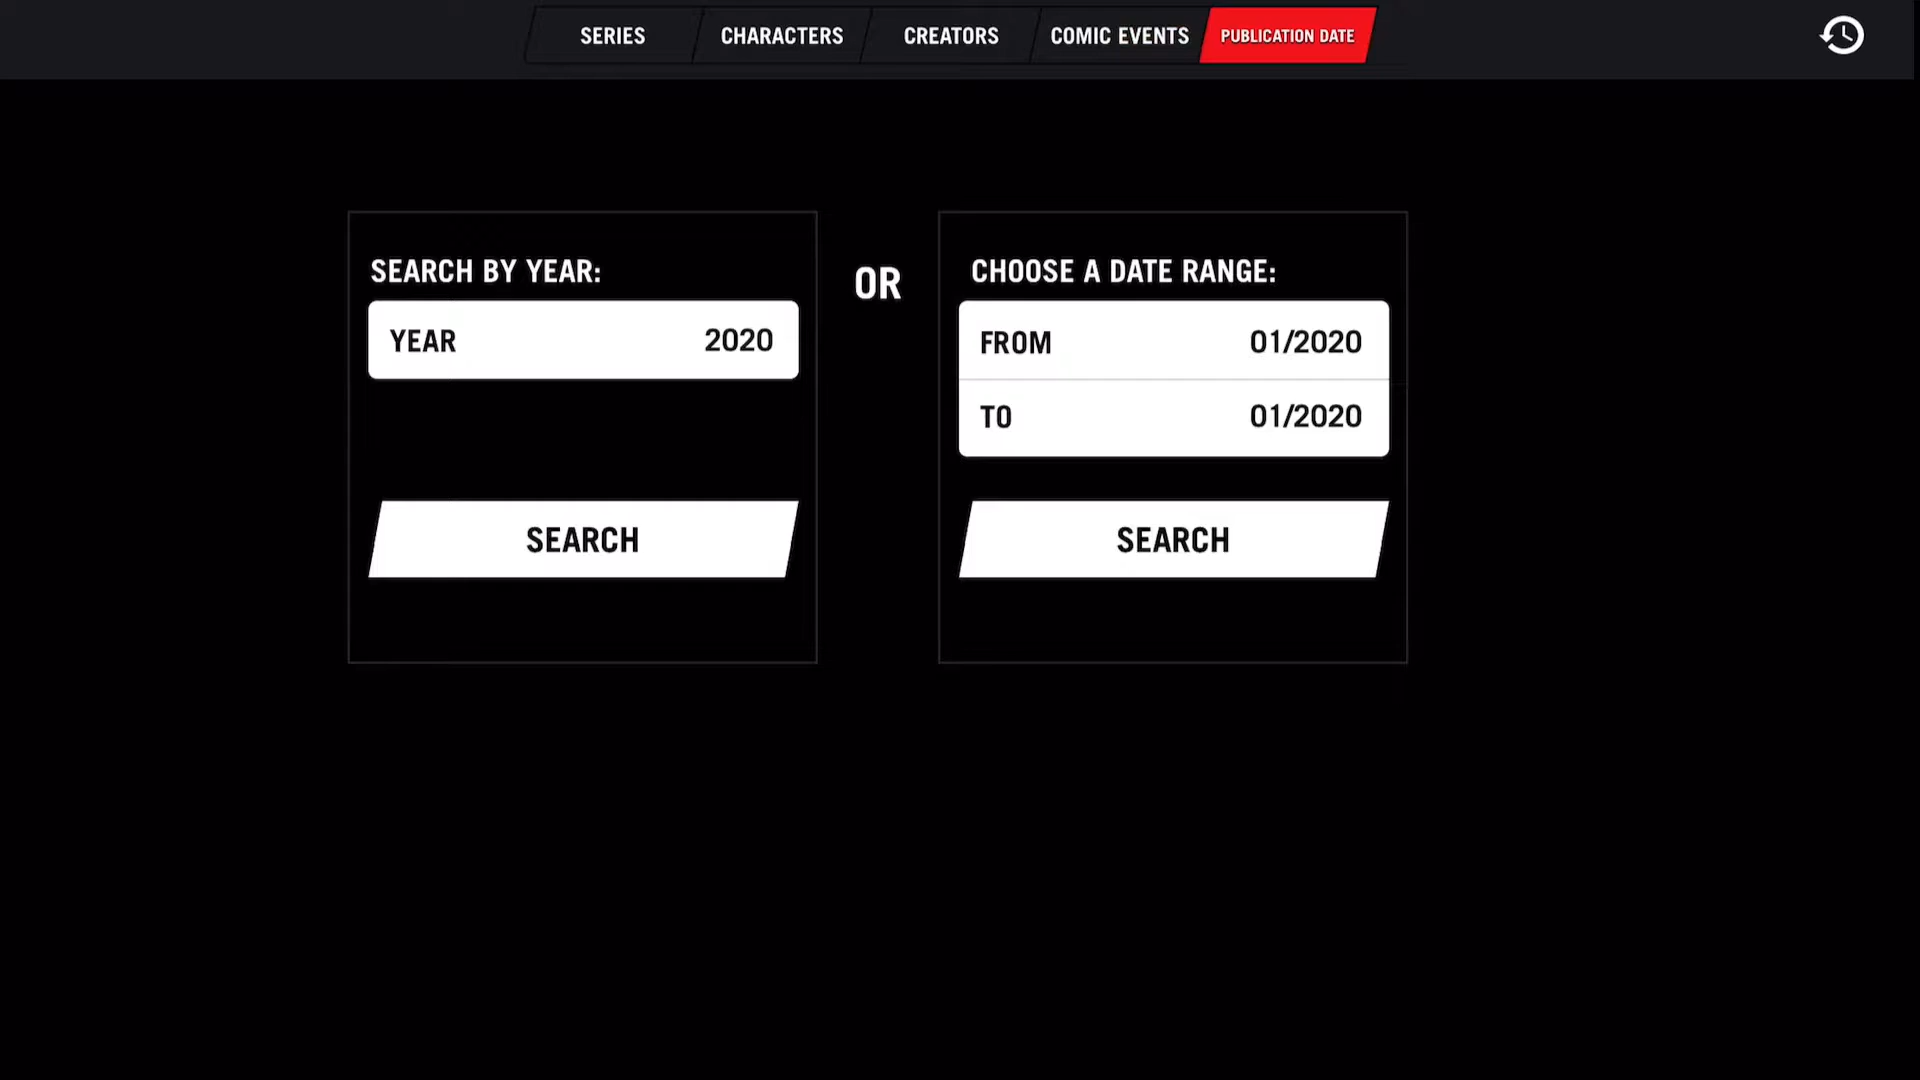 SERIES
CHARACTERS
CREATORS
COMIC EVENTS
PUBLICATION DATE
SEARCH BY YEAR:
YEAR 2020
SEARCH
OR
CHOOSE A DATE RANGE:
FROM 01/2020
TO 01/2020
SEARCH